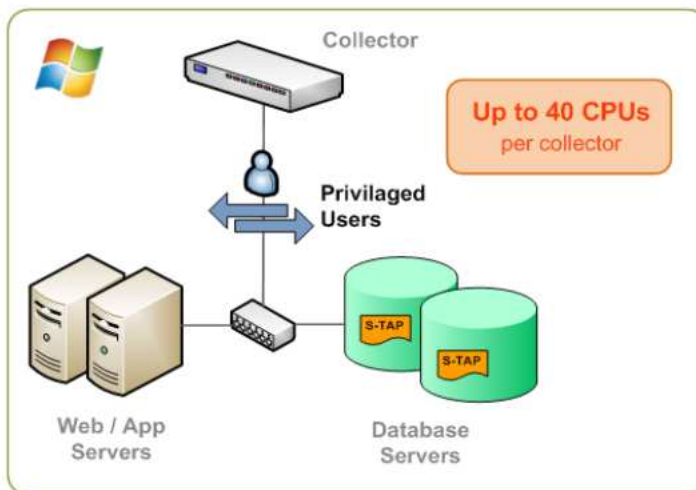 Collector
Up to 40 CPUs
per collector
Privilaged
Users
S-TAP
S-TAP
Web / App
Servers
Database
Servers